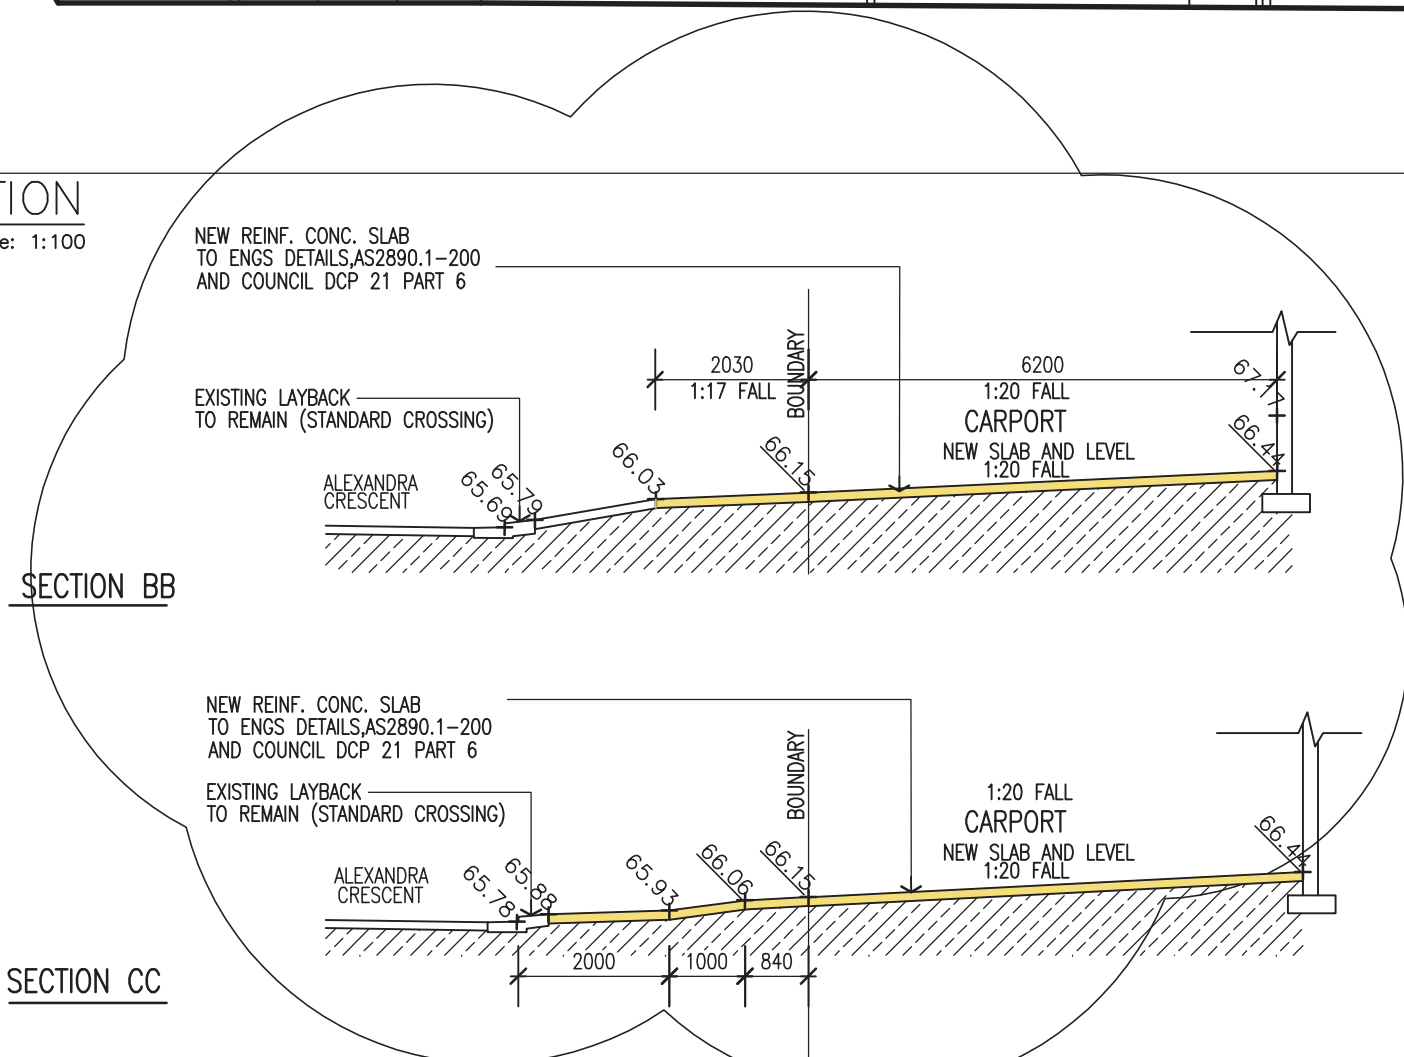 TION
e: 1:100
NEW REINF. CONC. SLAB
TO ENGS DETAILS,AS2890.1-200
AND COUNCIL DCP 21 PART 6
EXISTING LAYBACK
TO REMAIN (STANDARD CROSSING)
ALEXANDRA
CRESCENT
65.69
65.79
66.03
2030
1:17 FALL
BOUNDARY
66.15
6200
1:20 FALL
CARPORT
NEW SLAB AND LEVEL
1:20 FALL
67.17
66.44
SECTION BB
NEW REINF. CONC. SLAB
TO ENGS DETAILS,AS2890.1-200
AND COUNCIL DCP 21 PART 6
EXISTING LAYBACK
TO REMAIN (STANDARD CROSSING)
ALEXANDRA
CRESCENT
65.78
65.88
65.93
66.06
66.15
BOUNDARY
1:20 FALL
CARPORT
NEW SLAB AND LEVEL
1:20 FALL
66.44
2000
1000
840
SECTION CC